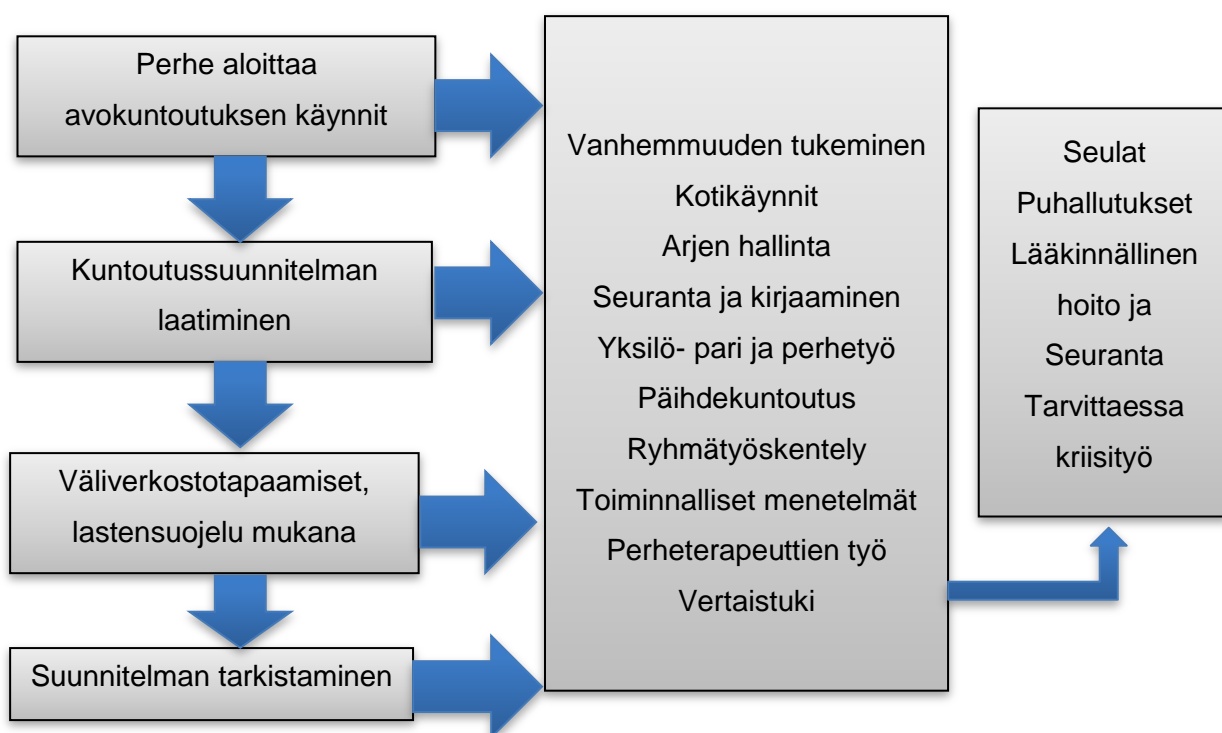 Perhe aloittaa
avokuntoutuksen käynnit
Kuntoutussuunnitelman
laatiminen
Väliverkostotapaamiset,
lastensuojelu mukana
Suunnitelman tarkistaminen
Vanhemmuuden tukeminen
Kotikäynnit
Arjen hallinta
Seuranta ja kirjaaminen
Yksilö- pari ja perhetyö
Päihdekuntoutus
Ryhmätyöskentely
Toiminnalliset menetelmät
Perheterapeuttien työ
Vertaistuki
Seulat
Puhallutukset
Lääkinnällinen
hoito ja
Seuranta
Tarvittaessa
kriisityö